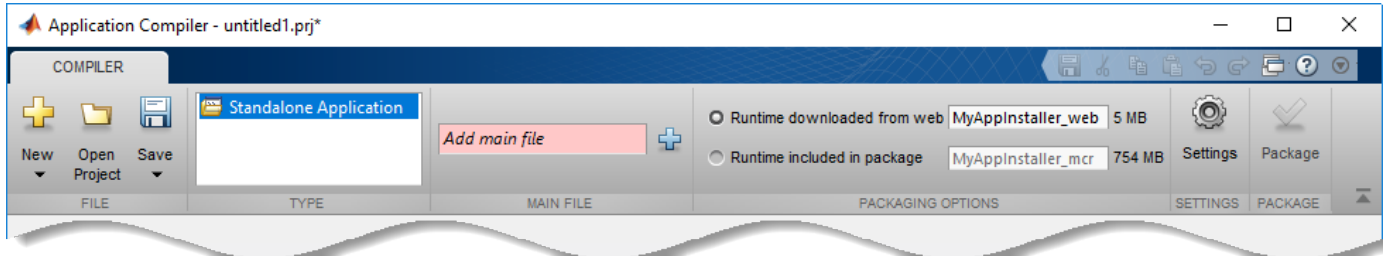 Application Compiler - untitled1.prj*
COMPILER
New
Open Project
Save
FILE
Standalone Application
TYPE
Add main file
MAIN FILE
Runtime downloaded from web MyAppInstaller_web 5 MB
Runtime included in package MyAppInstaller_mcr 754 MB
PACKAGING OPTIONS
Settings
SETTINGS
Package
PACKAGE